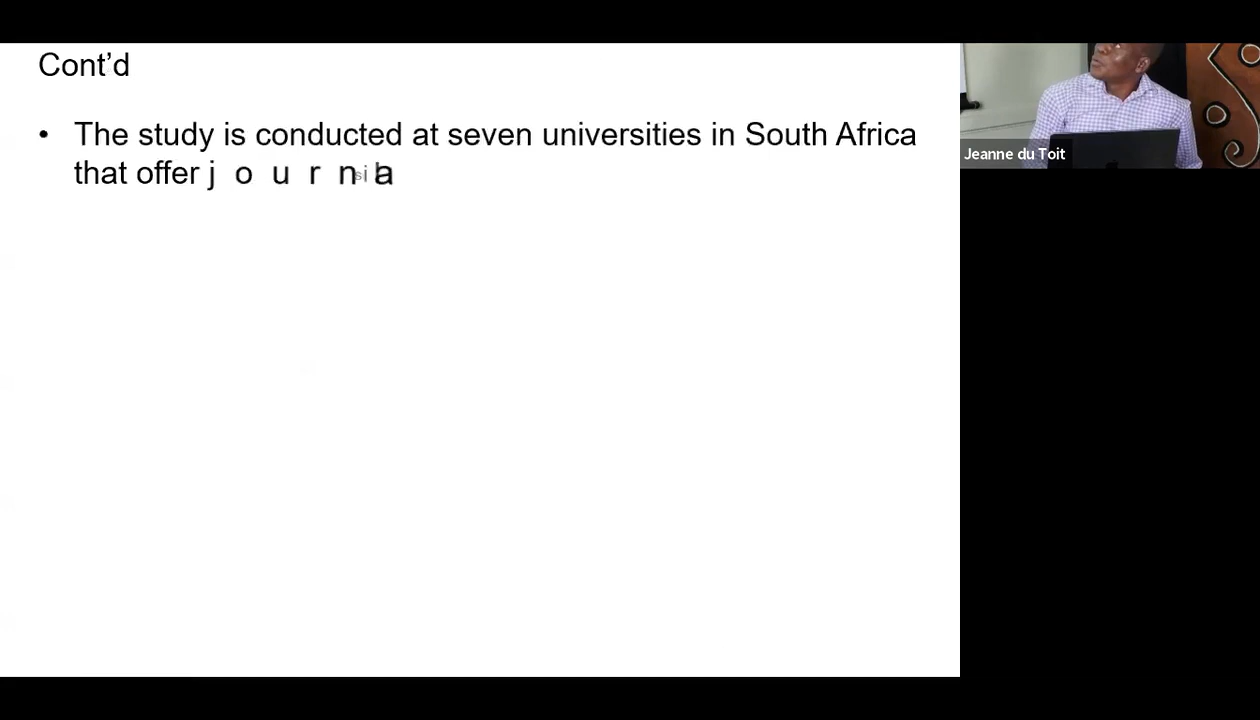 Cont’d
• The study is conducted at seven universities in South Africa
that offer
Jeanne du Toit